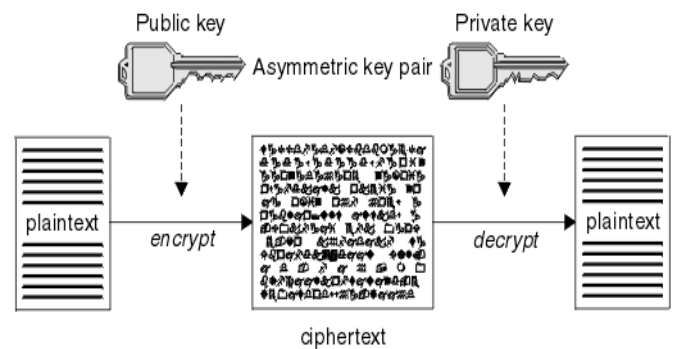 Public key
Private key
Asymmetric key pair
plaintext
encrypt
decrypt
plaintext
ciphertext